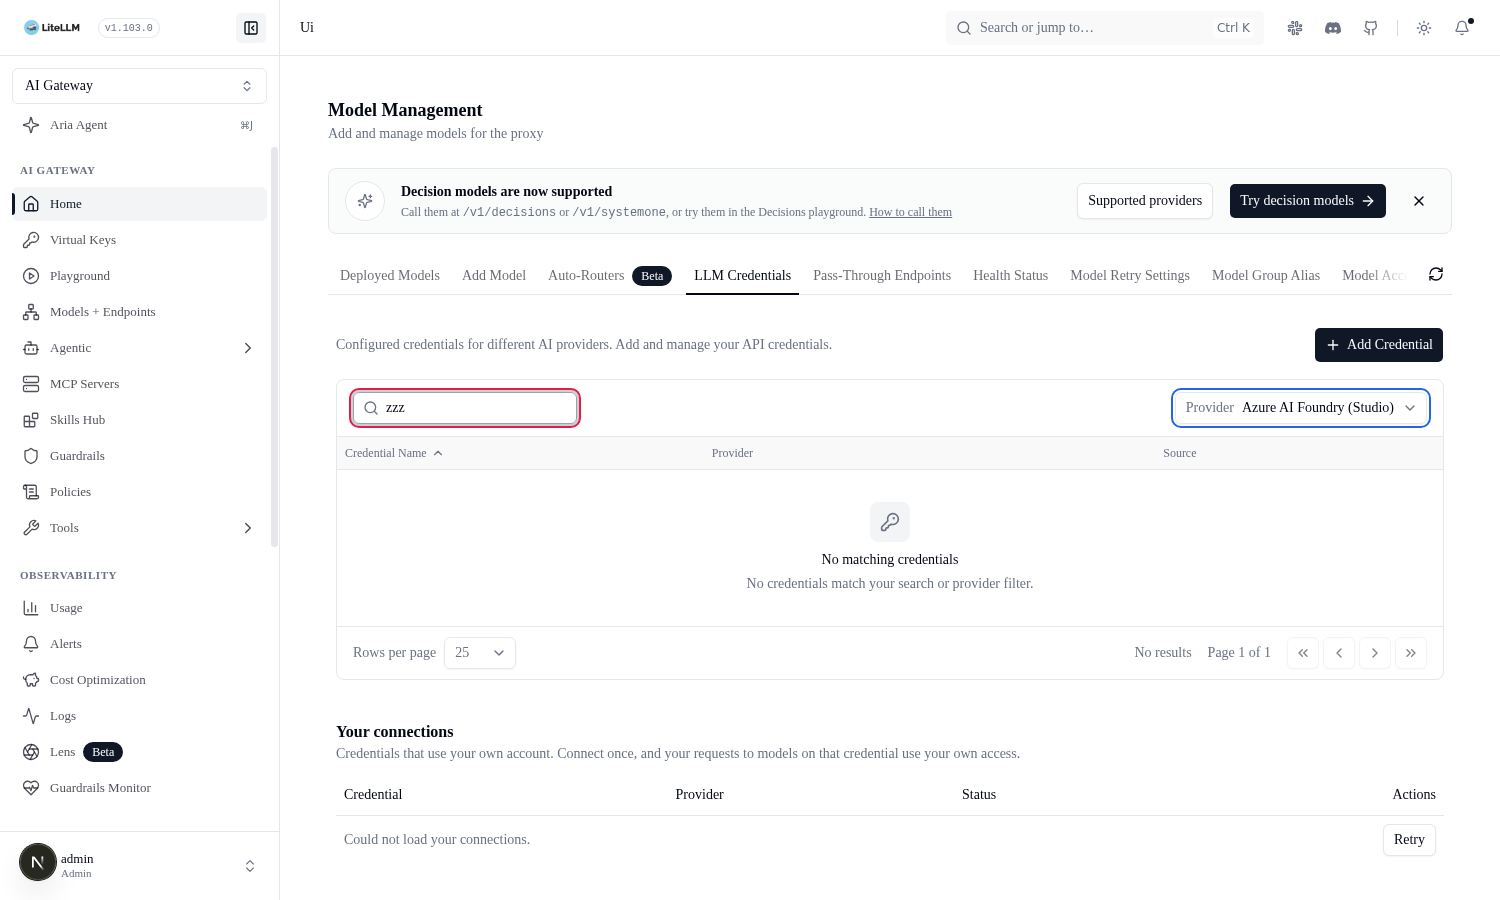 LiteLLM
v1.103.0
Ui
Search or jump to…
Ctrl K
AI Gateway
Aria Agent
⌘J
AI GATEWAY
Home
Virtual Keys
Playground
Models + Endpoints
Agentic
MCP Servers
Skills Hub
Guardrails
Policies
Tools
OBSERVABILITY
Usage
Alerts
Cost Optimization
Logs
Lens Beta
Guardrails Monitor
N
admin
Admin
Model Management
Add and manage models for the proxy
Decision models are now supported
Call them at /v1/decisions or /v1/systemone, or try them in the Decisions playground. How to call them
Supported providers
Try decision models
Deployed Models
Add Model
Auto-Routers Beta
LLM Credentials
Pass-Through Endpoints
Health Status
Model Retry Settings
Model Group Alias
Model Acc
Configured credentials for different AI providers. Add and manage your API credentials.
Add Credential
zzz
Provider Azure AI Foundry (Studio)
Credential Name
Provider
Source
No matching credentials
No credentials match your search or provider filter.
Rows per page 25
No results
Page 1 of 1
Your connections
Credentials that use your own account. Connect once, and your requests to models on that credential use your own access.
Credential
Provider
Status
Actions
Could not load your connections.
Retry